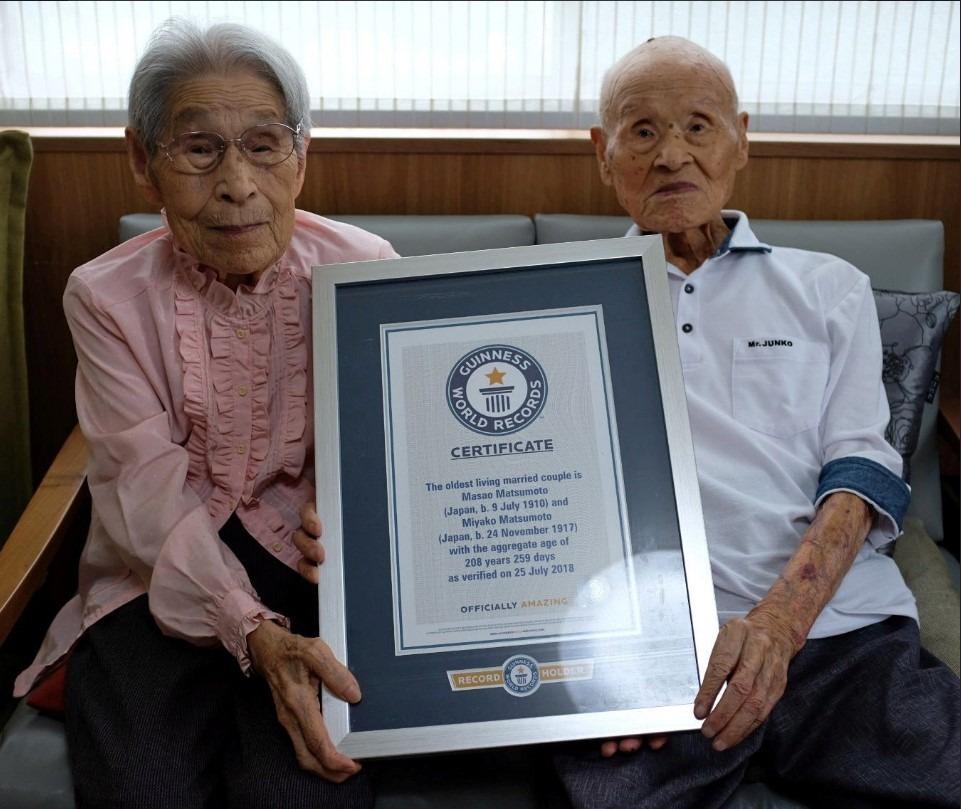 Mr.JUNKO
GUINNESS
WORLD RECORDS
CERTIFICATE
The oldest living married couple is
Masao Matsumoto
(Japan, b. 9 July 1910) and
Miyako Matsumoto
(Japan, b. 24 November 1917)
with the aggregate age of
208 years 259 days
as verified on 25 July 2018
OFFICIALLY AMAZING
RECORD HOLDER